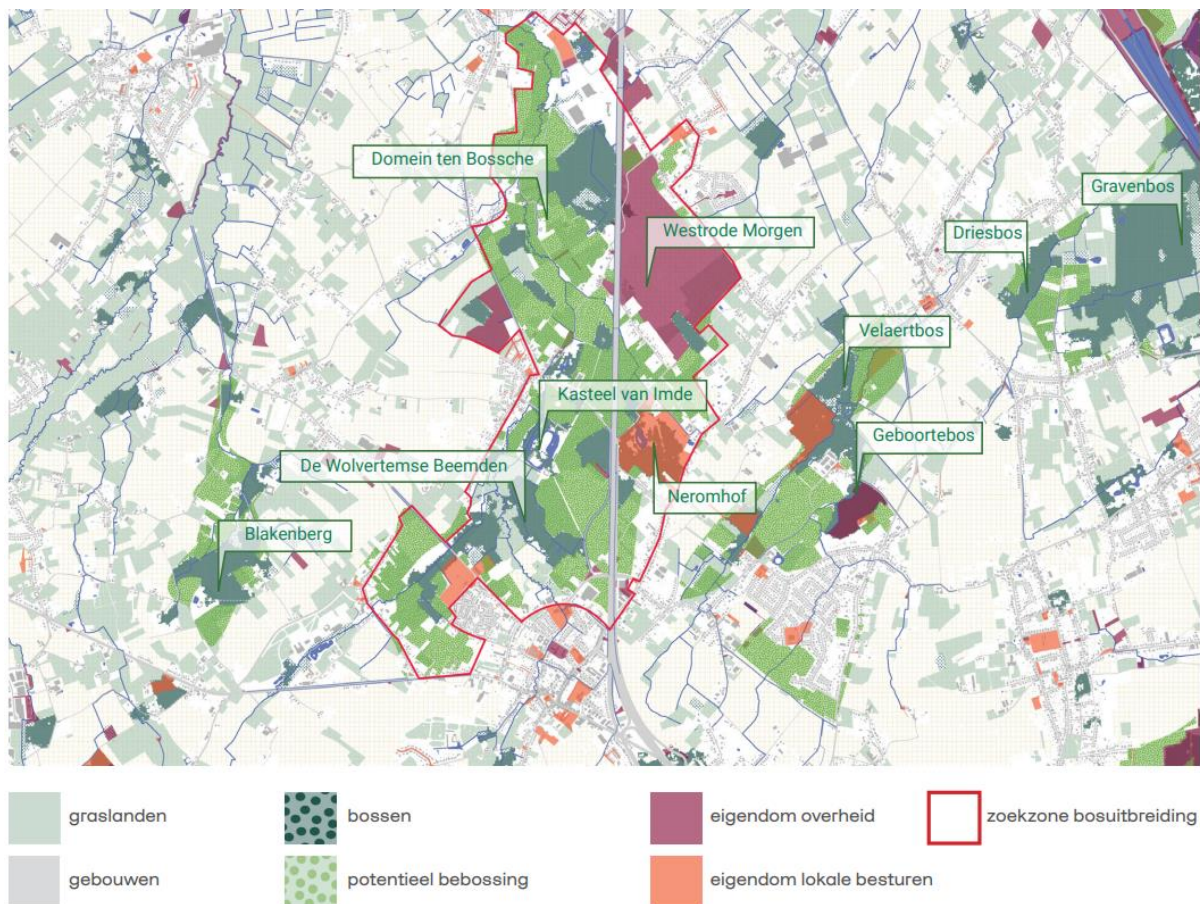 Domein ten Bossche
Gravenbos
Westrode Morgen
Driesbos
Velaertbos
Kasteel van Imde
Geboortebos
De Wolvertemse Beemden
Neromhof
Blakenberg
graslanden
bossen
eigendom overheid
zoekzone bosuitbreiding
gebouwen
potentieel bebossing
eigendom lokale besturen